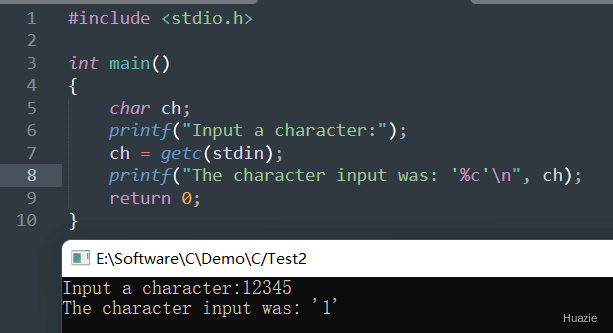 1 #include <stdio.h>
2
3 int main()
4 {
5 char ch;
6 printf("Input a character:");
7 ch = getc(stdin);
8 printf("The character input was: '%c'\n", ch);
9 return 0;
10 }
E:\Software\C\Demo\C/Test2
Input a character:12345
The character input was: '1'
Huazie